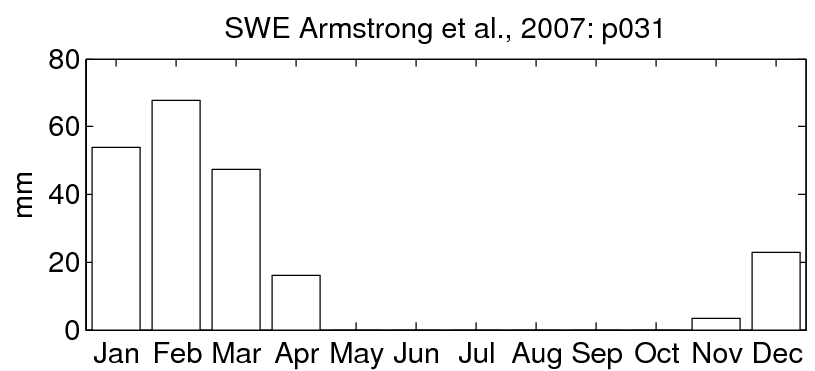 SWE Armstrong et al., 2007: p031
80
60
40
20
0
mm
Jan Feb Mar Apr May Jun Jul Aug Sep Oct Nov Dec